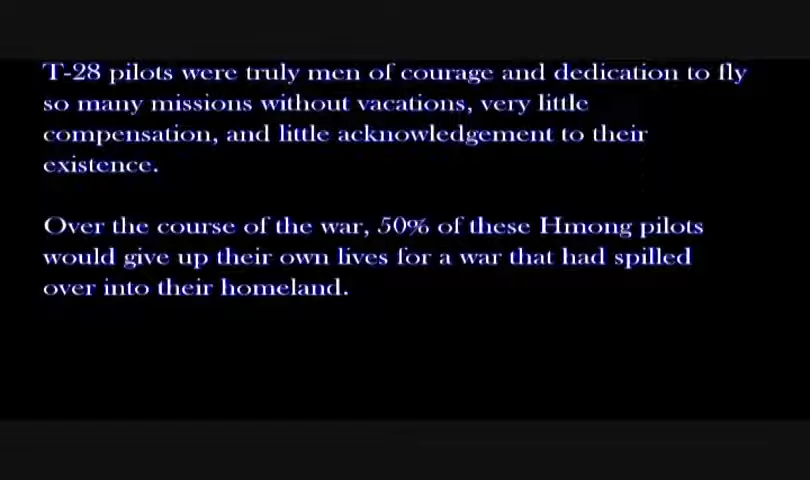 T-28 pilots were truly men of courage and dedication to fly
so many missions without vacations, very little
compensation, and little acknowledgement to their
existence.
Over the course of the war, 50% of these Hmong pilots
would give up their own lives for a war that had spilled
over into their homeland.